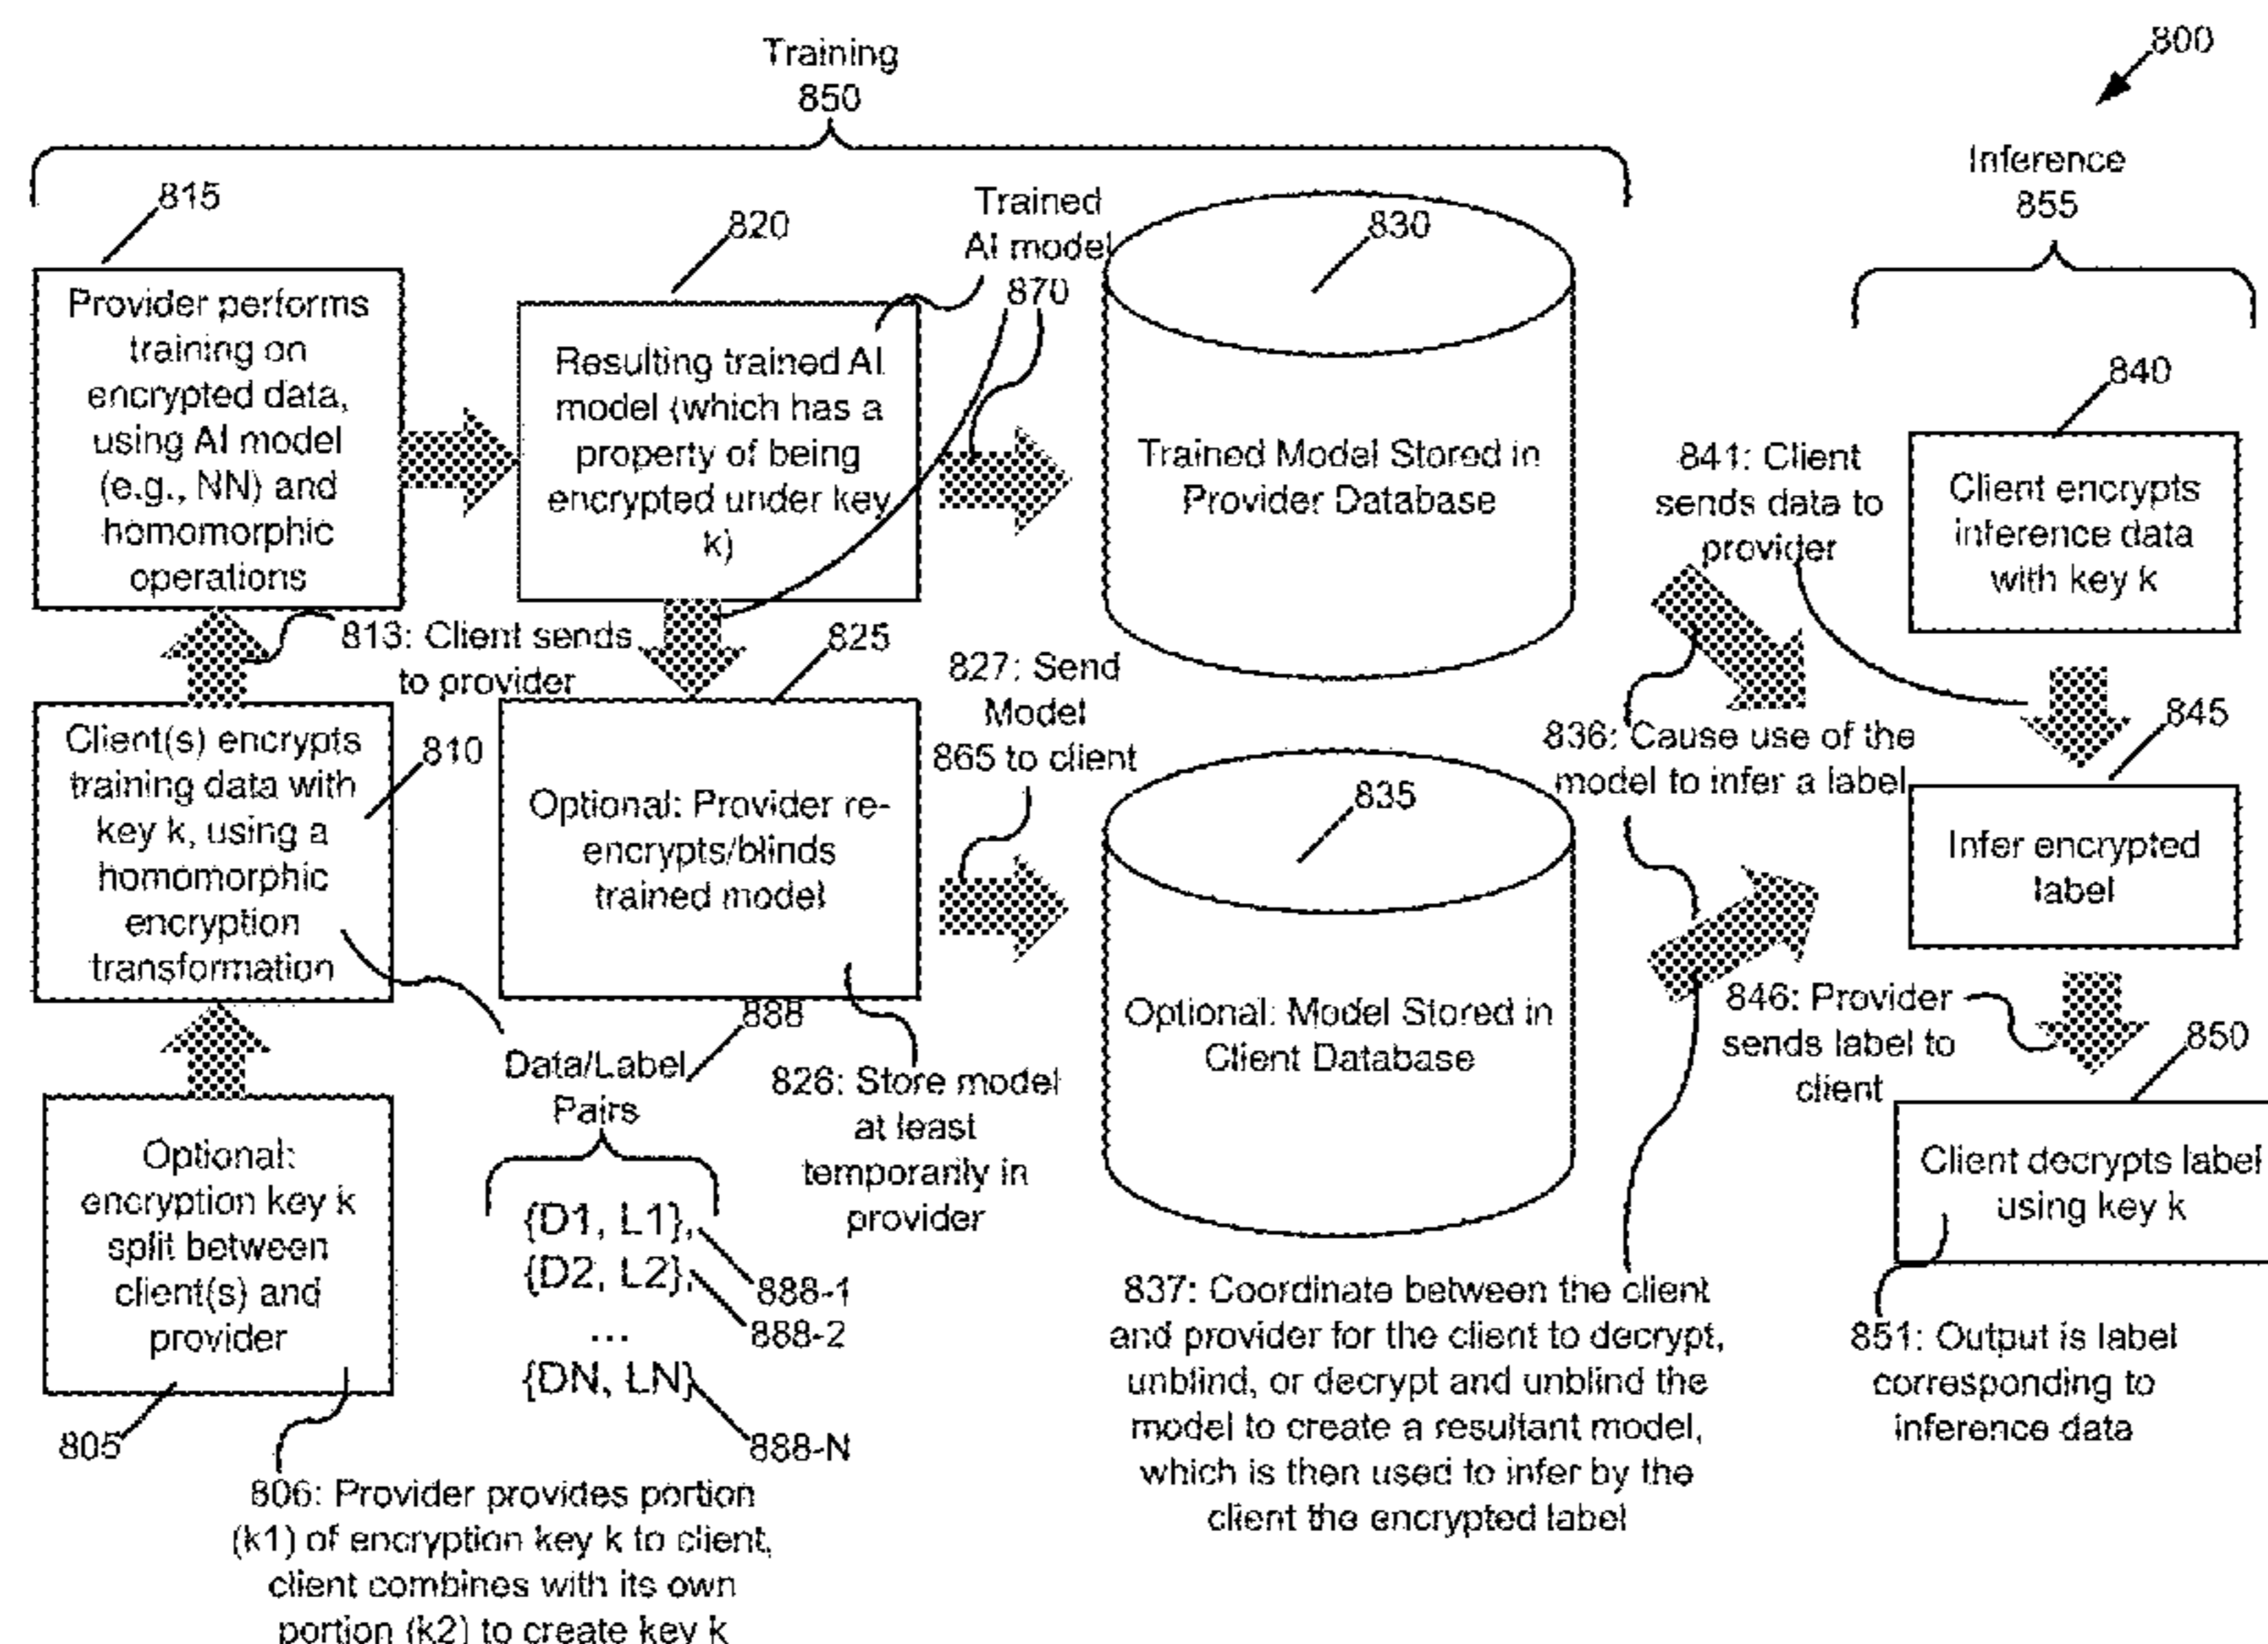 800
Training
850
Inference
855
815
Provider performs
training on
encrypted data,
using AI model
(e.g., NN) and
homomorphic
operations
820
Resulting trained AI
model (which has a
property of being
encrypted under key
k)
Trained
AI model
870
830
Trained Model Stored in
Provider Database
841: Client
sends data to
provider
840
Client encrypts
inference data
with key k
813: Client sends
to provider
810
Client(s) encrypts
training data with
key k, using a
homomorphic
encryption
transformation
825
Optional: Provider re-
encrypts/blinds
trained model
827: Send
Model
865 to client
835
Optional: Model Stored in
Client Database
836: Cause use of the
model to infer a label
845
Infer encrypted
label
846: Provider
sends label to
client
850
Client decrypts label
using key k
851: Output is label
corresponding to
inference data
Optional:
encryption key k
split between
client(s) and
provider
805
806: Provider provides portion
(k1) of encryption key k to client,
client combines with its own
portion (k2) to create key k
888
Data/Label
Pairs
{D1, L1},
{D2, L2},
...
{DN, LN}
888-1
888-2
888-N
826: Store model
at least
temporarily in
provider
837: Coordinate between the client
and provider for the client to decrypt,
unblind, or decrypt and unblind the
model to create a resultant model,
which is then used to infer by the
client the encrypted label